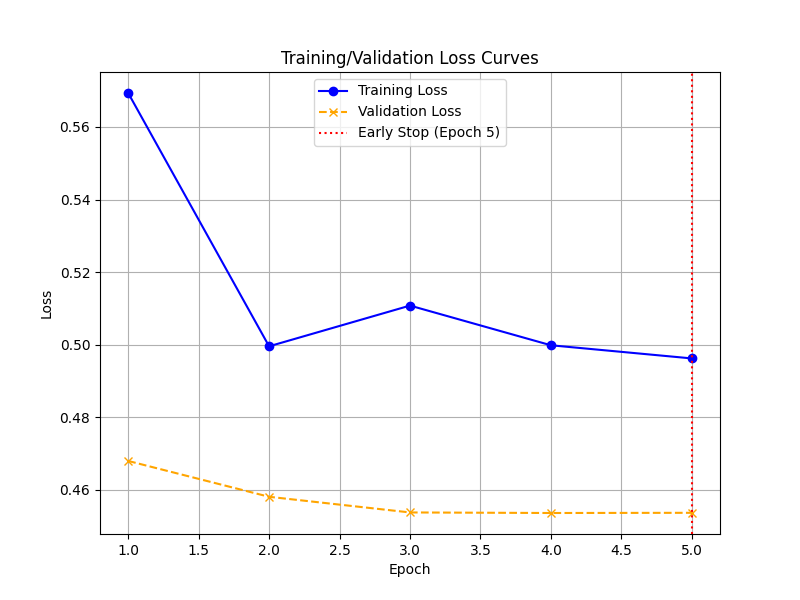 Training/Validation Loss Curves
Training Loss
Validation Loss
Early Stop (Epoch 5)
0.56
0.54
0.52
0.50
0.48
0.46
Loss
1.0 1.5 2.0 2.5 3.0 3.5 4.0 4.5 5.0
Epoch